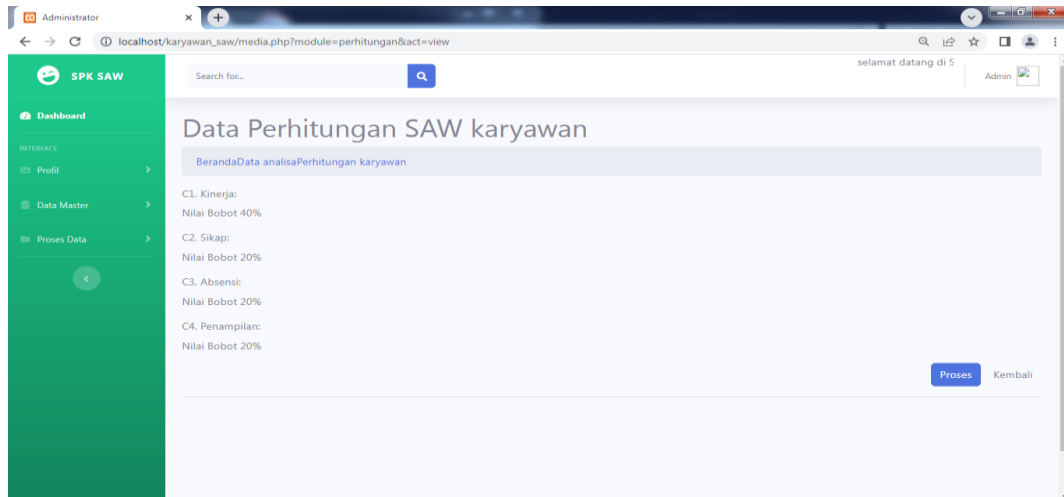 Administrator
localhost/karyawan_saw/media.php?module=perhitungan&act=view
SPK SAW
Search for...
selamat datang di S
Admin
Dashboard
INTERFACE
Profil
Data Master
Proses Data
Data Perhitungan SAW karyawan
BerandaData analisaPerhitungan karyawan
C1. Kinerja:
Nilai Bobot 40%
C2. Sikap:
Nilai Bobot 20%
C3. Absensi:
Nilai Bobot 20%
C4. Penampilan:
Nilai Bobot 20%
Proses
Kembali